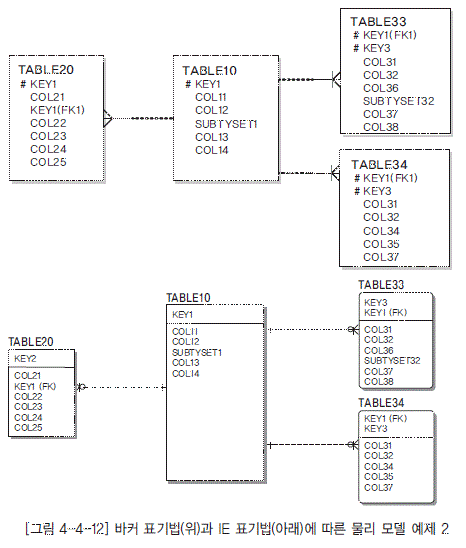 TABLE20
# KEY1
COL21
KEY1(FK1)
COL22
COL23
COL24
COL25
TABLE10
# KEY1
COL11
COL12
SUBTYSET1
COL13
COL14
TABLE33
# KEY1(FK1)
# KEY3
COL31
COL32
COL36
SUBTYSET32
COL37
COL38
TABLE34
# KEY1(FK1)
# KEY3
COL31
COL32
COL34
COL35
COL37
TABLE20
KEY2
COL21
KEY1 (FK)
COL22
COL23
COL24
COL25
TABLE10
KEY1
COL11
COL12
SUBTYSET1
COL13
COL14
TABLE33
KEY3
KEY1 (FK)
COL31
COL32
COL36
SUBTYSET32
COL37
COL38
TABLE34
KEY1 (FK)
KEY3
COL31
COL32
COL34
COL35
COL37
[그림 4-4-12] 바커 표기법(위)과 IE 표기법(아래)에 따른 물리 모델 예제 2